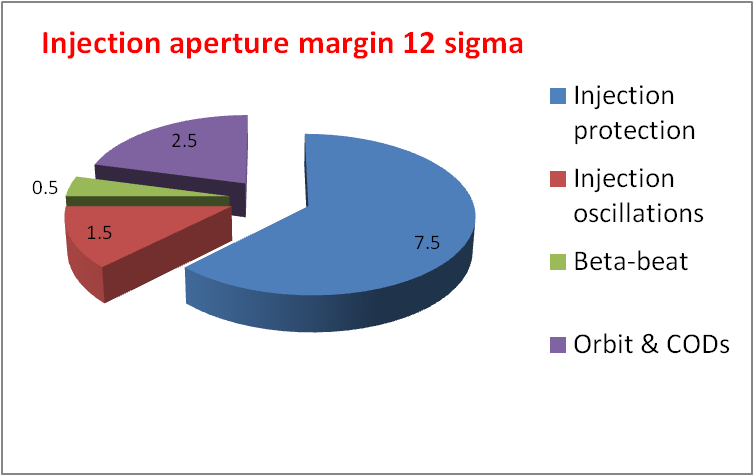 Injection aperture margin 12 sigma
2.5
0.5
1.5
7.5
Injection
protection
Injection
oscillations
Beta-beat
Orbit & CODs